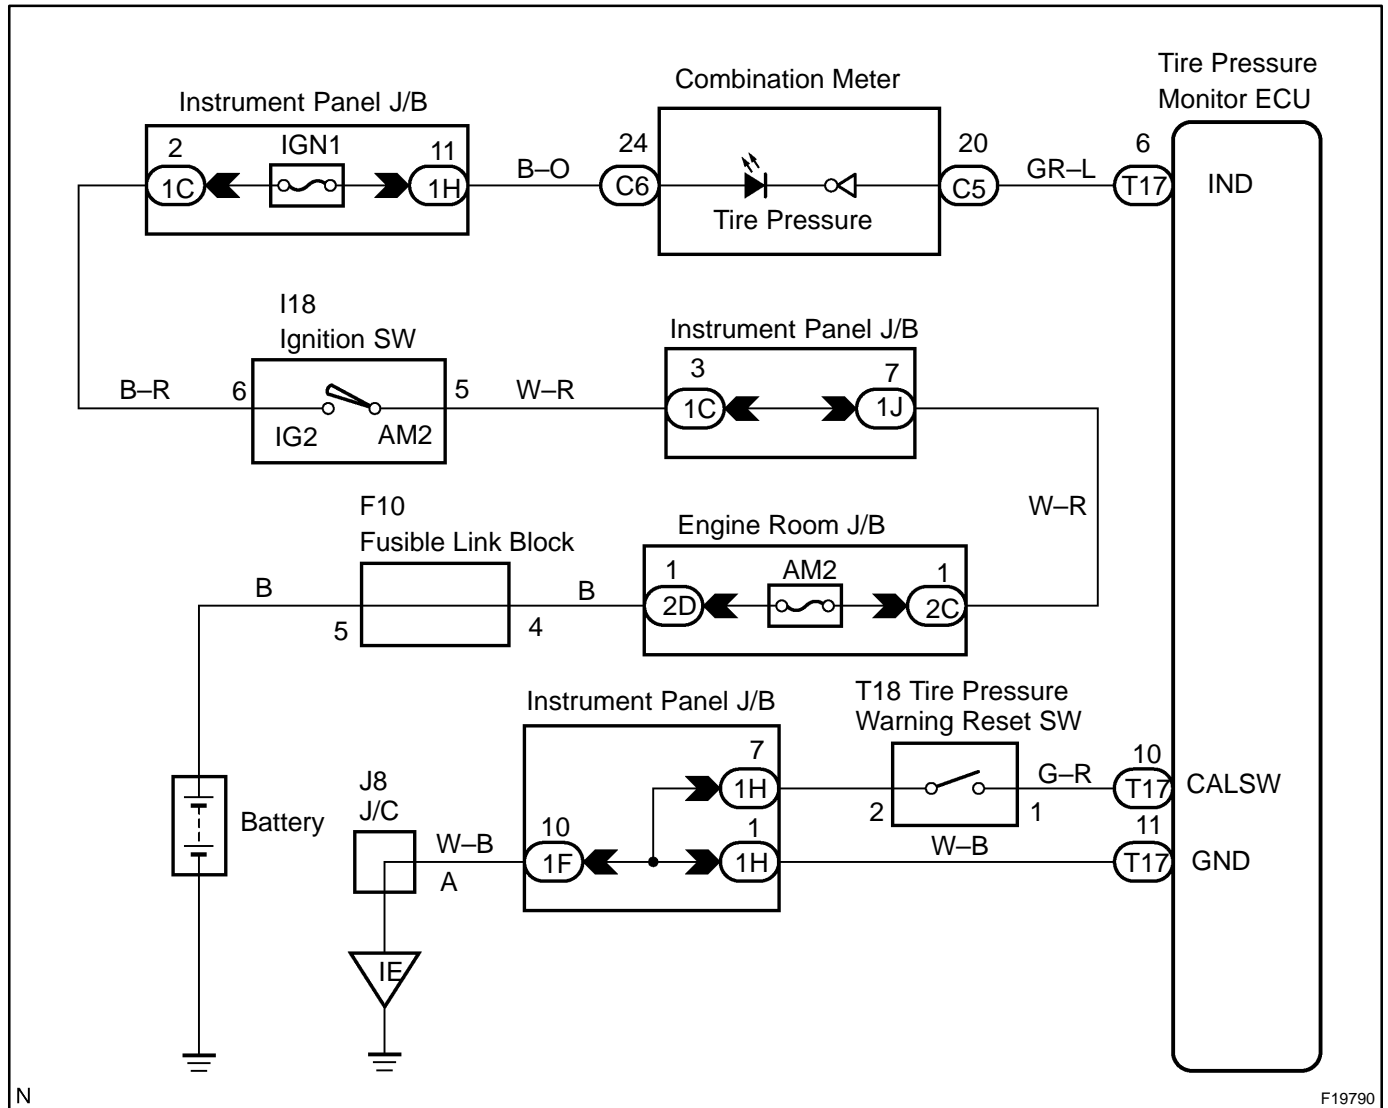 Tire Pressure
Monitor ECU
Combination Meter
Instrument Panel J/B
2
IGN1
11
24
20
6
1C
1H
B–O
C6
C5
GR–L
T17
IND
Tire Pressure
I18
Ignition SW
Instrument Panel J/B
B–R
6
5
W–R
3
7
1C
1J
IG2
AM2
W–R
F10
Fusible Link Block
Engine Room J/B
B
B
1
AM2
1
2D
2C
5
4
Instrument Panel J/B
T18 Tire Pressure
Warning Reset SW
7
10
1H
G–R
T17
CALSW
2
1
Battery
J8
J/C
W–B
A
10
1F
1
1H
W–B
11
T17
GND
IE
N
F19790